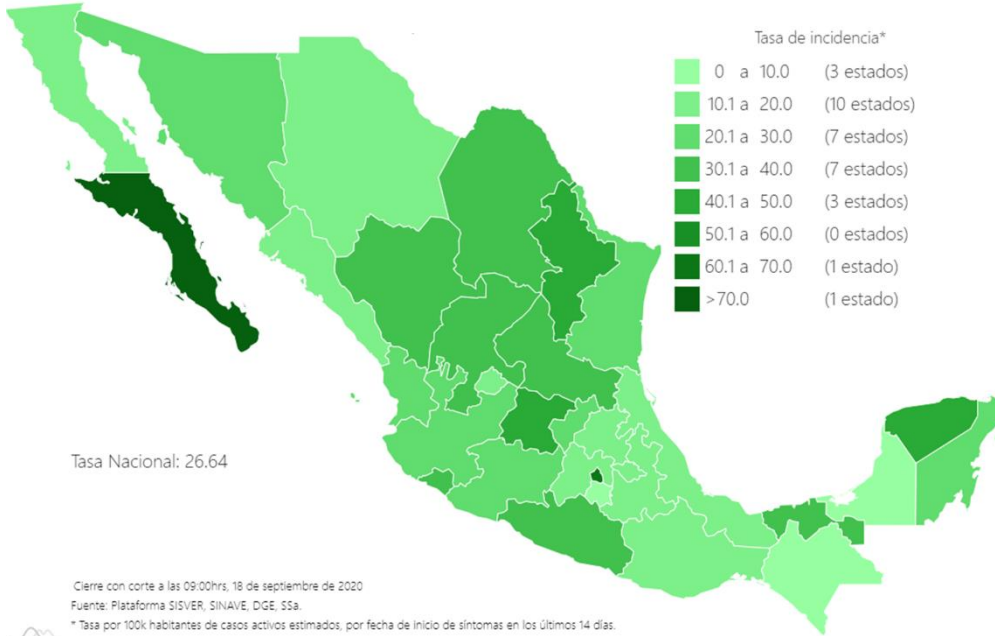 Tasa de incidencia*
0 a 10.0 (3 estados)
10.1 a 20.0 (10 estados)
20.1 a 30.0 (7 estados)
30.1 a 40.0 (7 estados)
40.1 a 50.0 (3 estados)
50.1 a 60.0 (0 estados)
60.1 a 70.0 (1 estado)
>70.0 (1 estado)
Tasa Nacional: 26.64
Cierre con corte a las 09:00hrs, 18 de septiembre de 2020
Fuente: Plataforma SISVER, SINAVE, DGE, SSa.
* Tasa por 100k habitantes de casos activos estimados, por fecha de inicio de síntomas en los últimos 14 días.